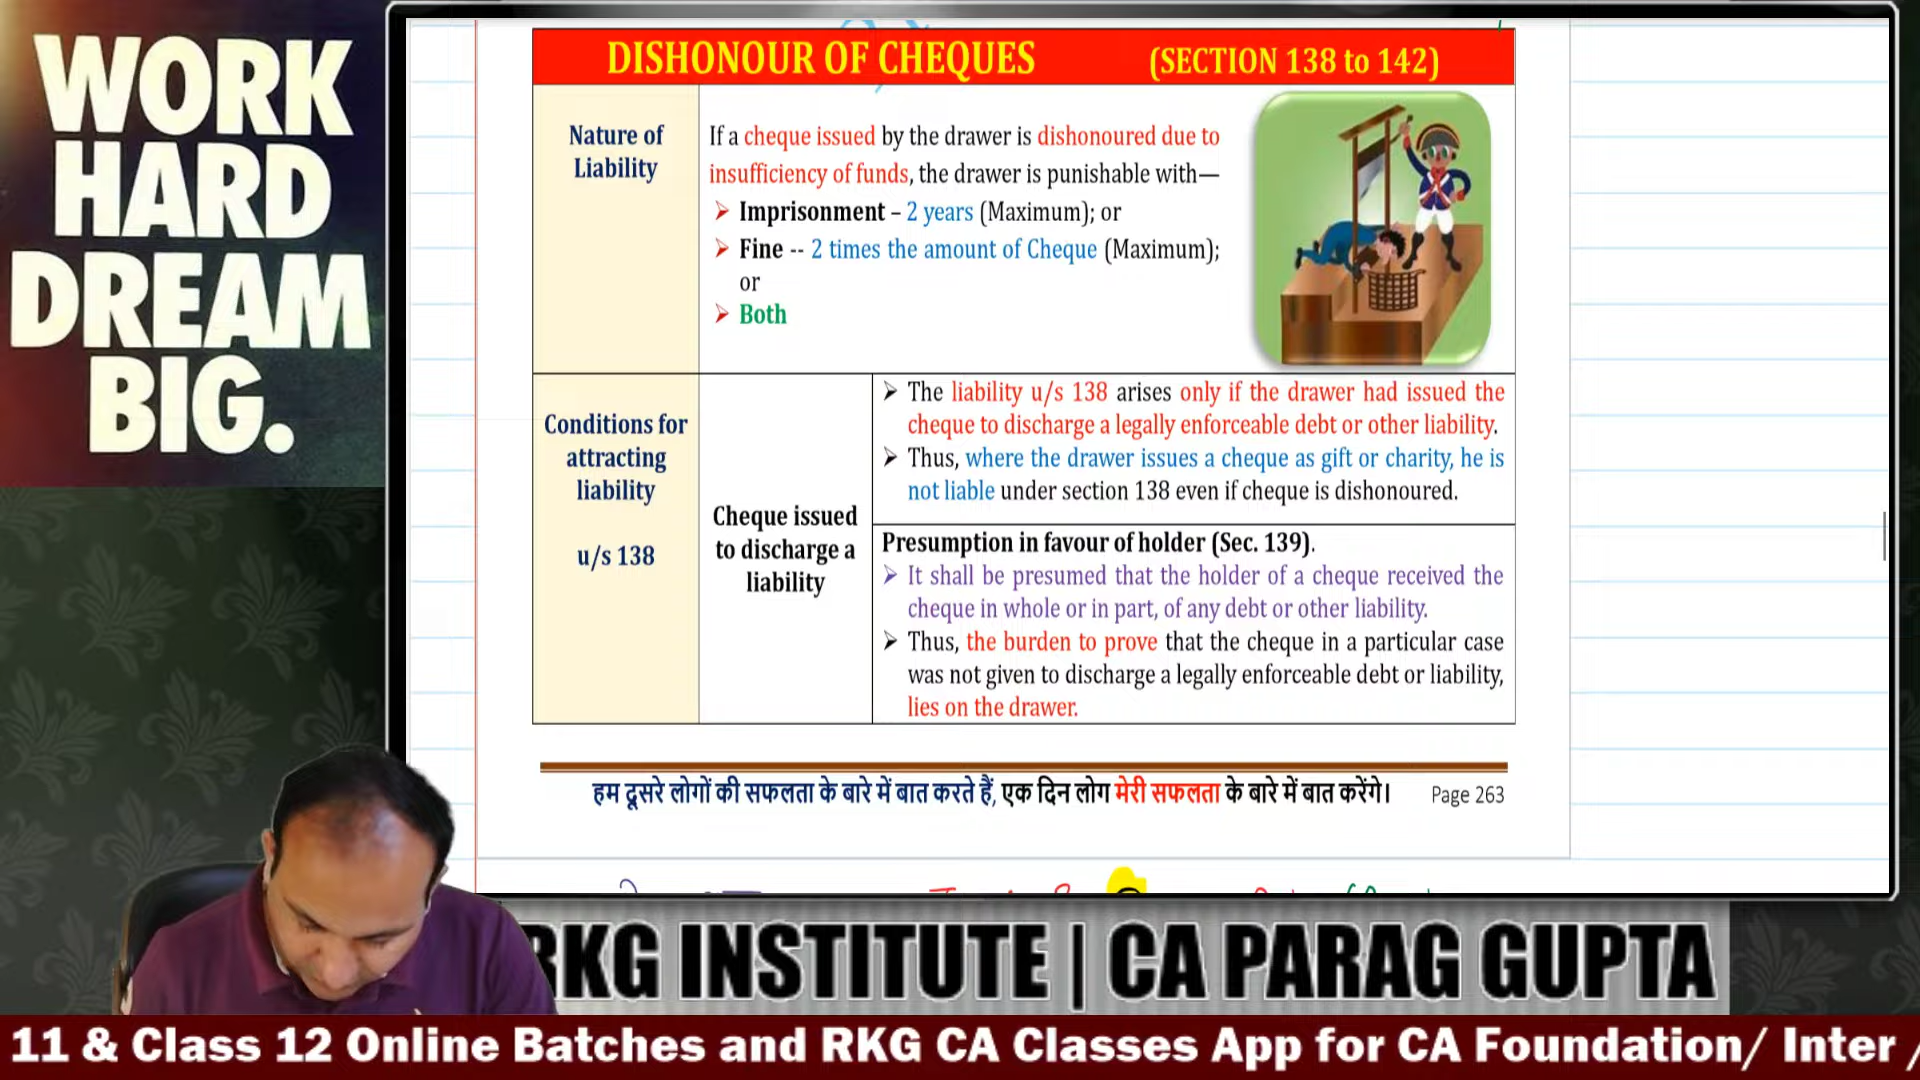 WORK
HARD
DREAM
BIG.
DISHONOUR OF CHEQUES (SECTION 138 to 142)
Nature of
Liability
If a cheque issued by the drawer is dishonoured due to
insufficiency of funds, the drawer is punishable with—
➢ Imprisonment – 2 years (Maximum); or
➢ Fine -- 2 times the amount of Cheque (Maximum);
or
➢ Both
Conditions for
attracting
liability
u/s 138
Cheque issued
to discharge a
liability
➢ The liability u/s 138 arises only if the drawer had issued the
cheque to discharge a legally enforceable debt or other liability.
➢ Thus, where the drawer issues a cheque as gift or charity, he is
not liable under section 138 even if cheque is dishonoured.
Presumption in favour of holder (Sec. 139).
➢ It shall be presumed that the holder of a cheque received the
cheque in whole or in part, of any debt or other liability.
➢ Thus, the burden to prove that the cheque in a particular case
was not given to discharge a legally enforceable debt or liability,
lies on the drawer.
हम दूसरे लोगों की सफलता के बारे में बात करते हैं, एक दिन लोग मेरी सफलता के बारे में बात करेंगे। Page 263
RKG INSTITUTE | CA PARAG GUPTA
11 & Class 12 Online Batches and RKG CA Classes App for CA Foundation/ Inter /